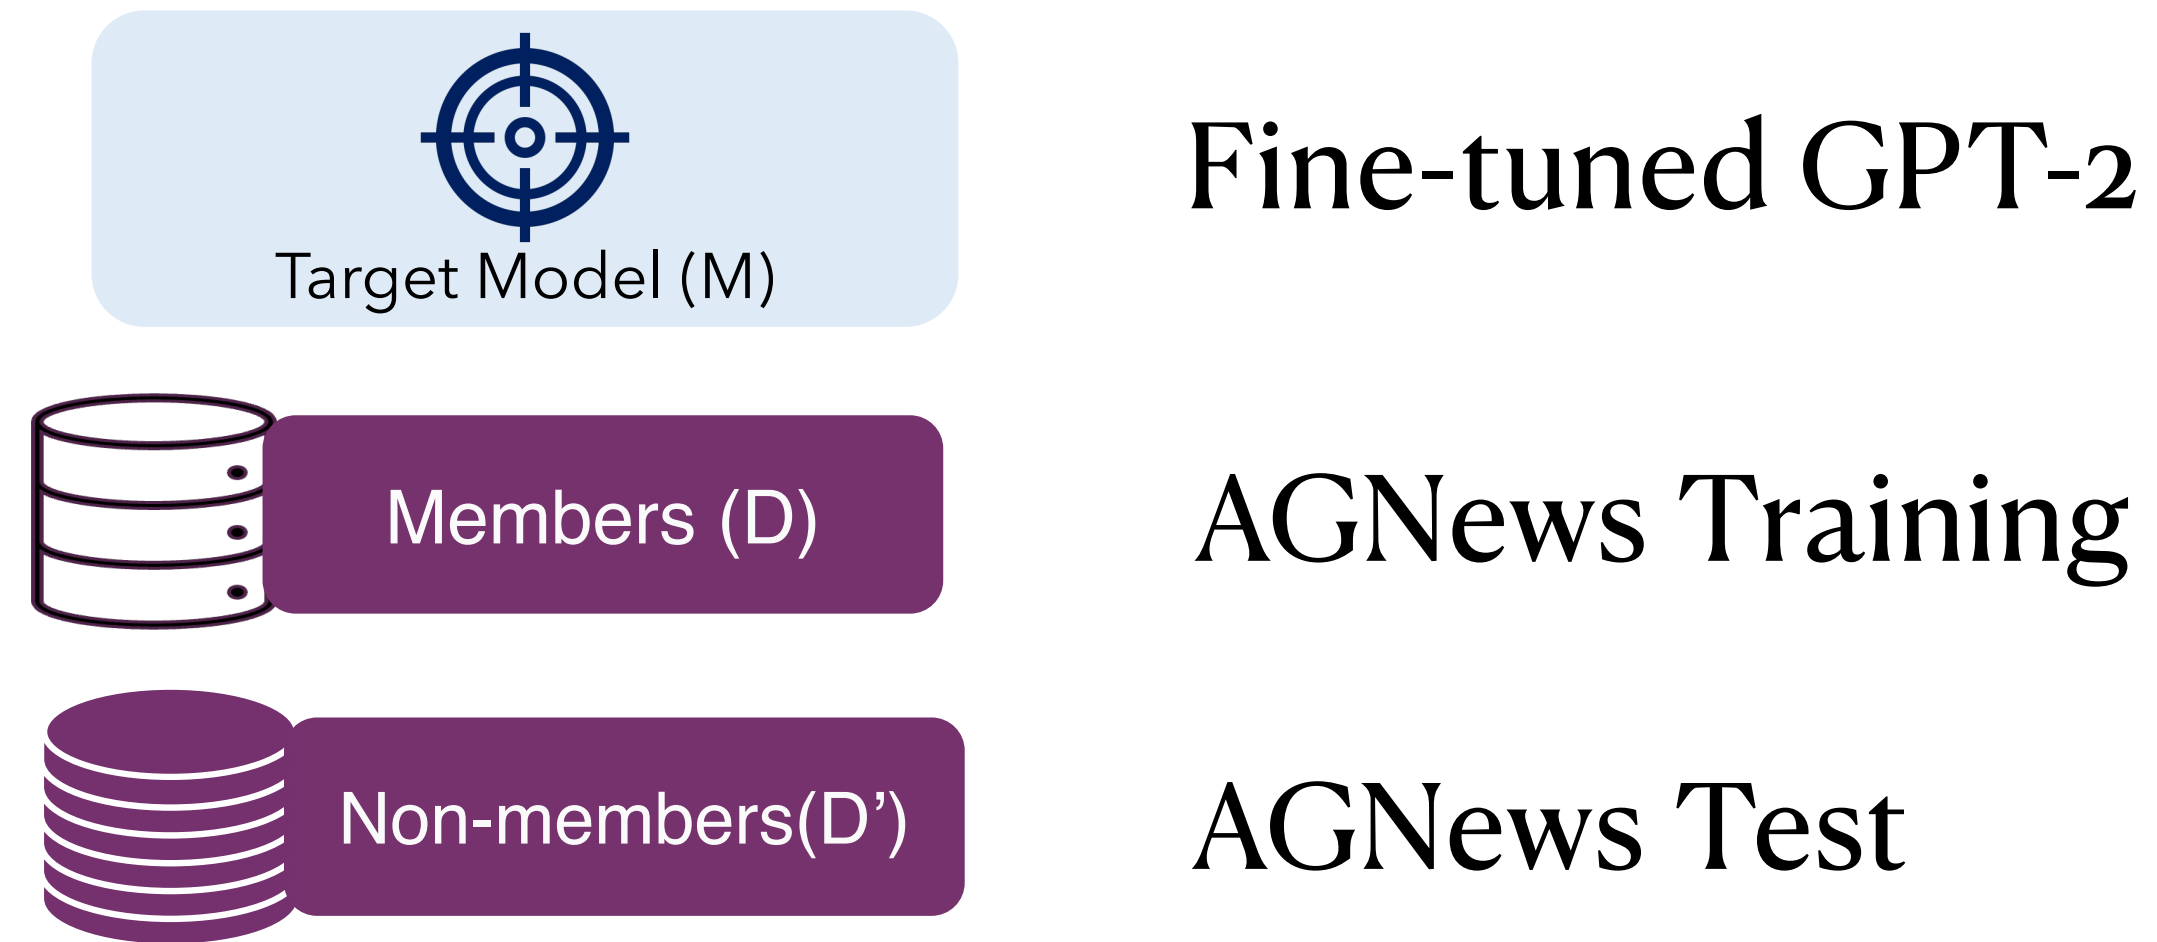 Fine-tuned GPT-2
Target Model (M)
Members (D)
AGNews Training
Non-members(D’)
AGNews Test